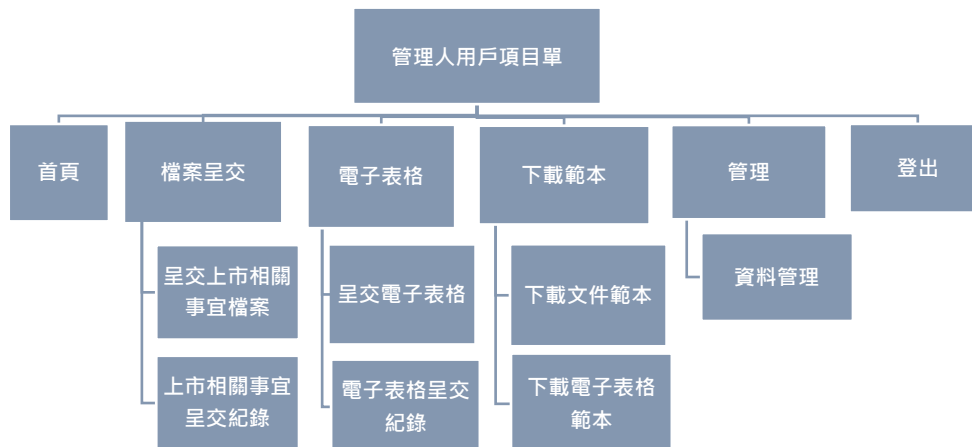 管理人用戶項目單
首頁
檔案呈交
電子表格
下載範本
管理
登出
呈交上市相關
事宜檔案
呈交電子表格
下載文件範本
資料管理
上市相關事宜
呈交紀錄
電子表格呈交
紀錄
下載電子表格
範本